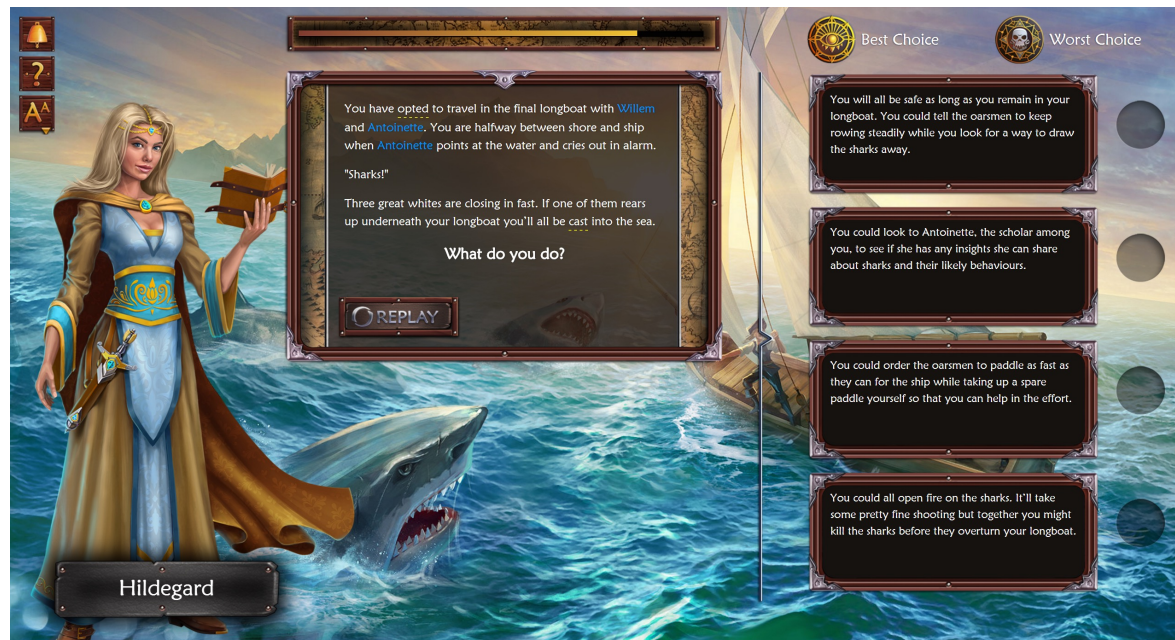 Best Choice
Worst Choice
You have opted to travel in the final longboat with Willem
and Antoinette. You are halfway between shore and ship
when Antoinette points at the water and cries out in alarm.
"Sharks!"
Three great whites are closing in fast. If one of them rears
up underneath your longboat you'll all be cast into the sea.
What do you do?
REPLAY
You will all be safe as long as you remain in your
longboat. You could tell the oarsmen to keep
rowing steadily while you look for a way to draw
the sharks away.
You could look to Antoinette, the scholar among
you, to see if she has any insights she can share
about sharks and their likely behaviours.
You could order the oarsmen to paddle as fast as
they can for the ship while taking up a spare
paddle yourself so that you can help in the effort.
You could all open fire on the sharks. It'll take
some pretty fine shooting but together you might
kill the sharks before they overturn your longboat.
?
AA
Hildegard